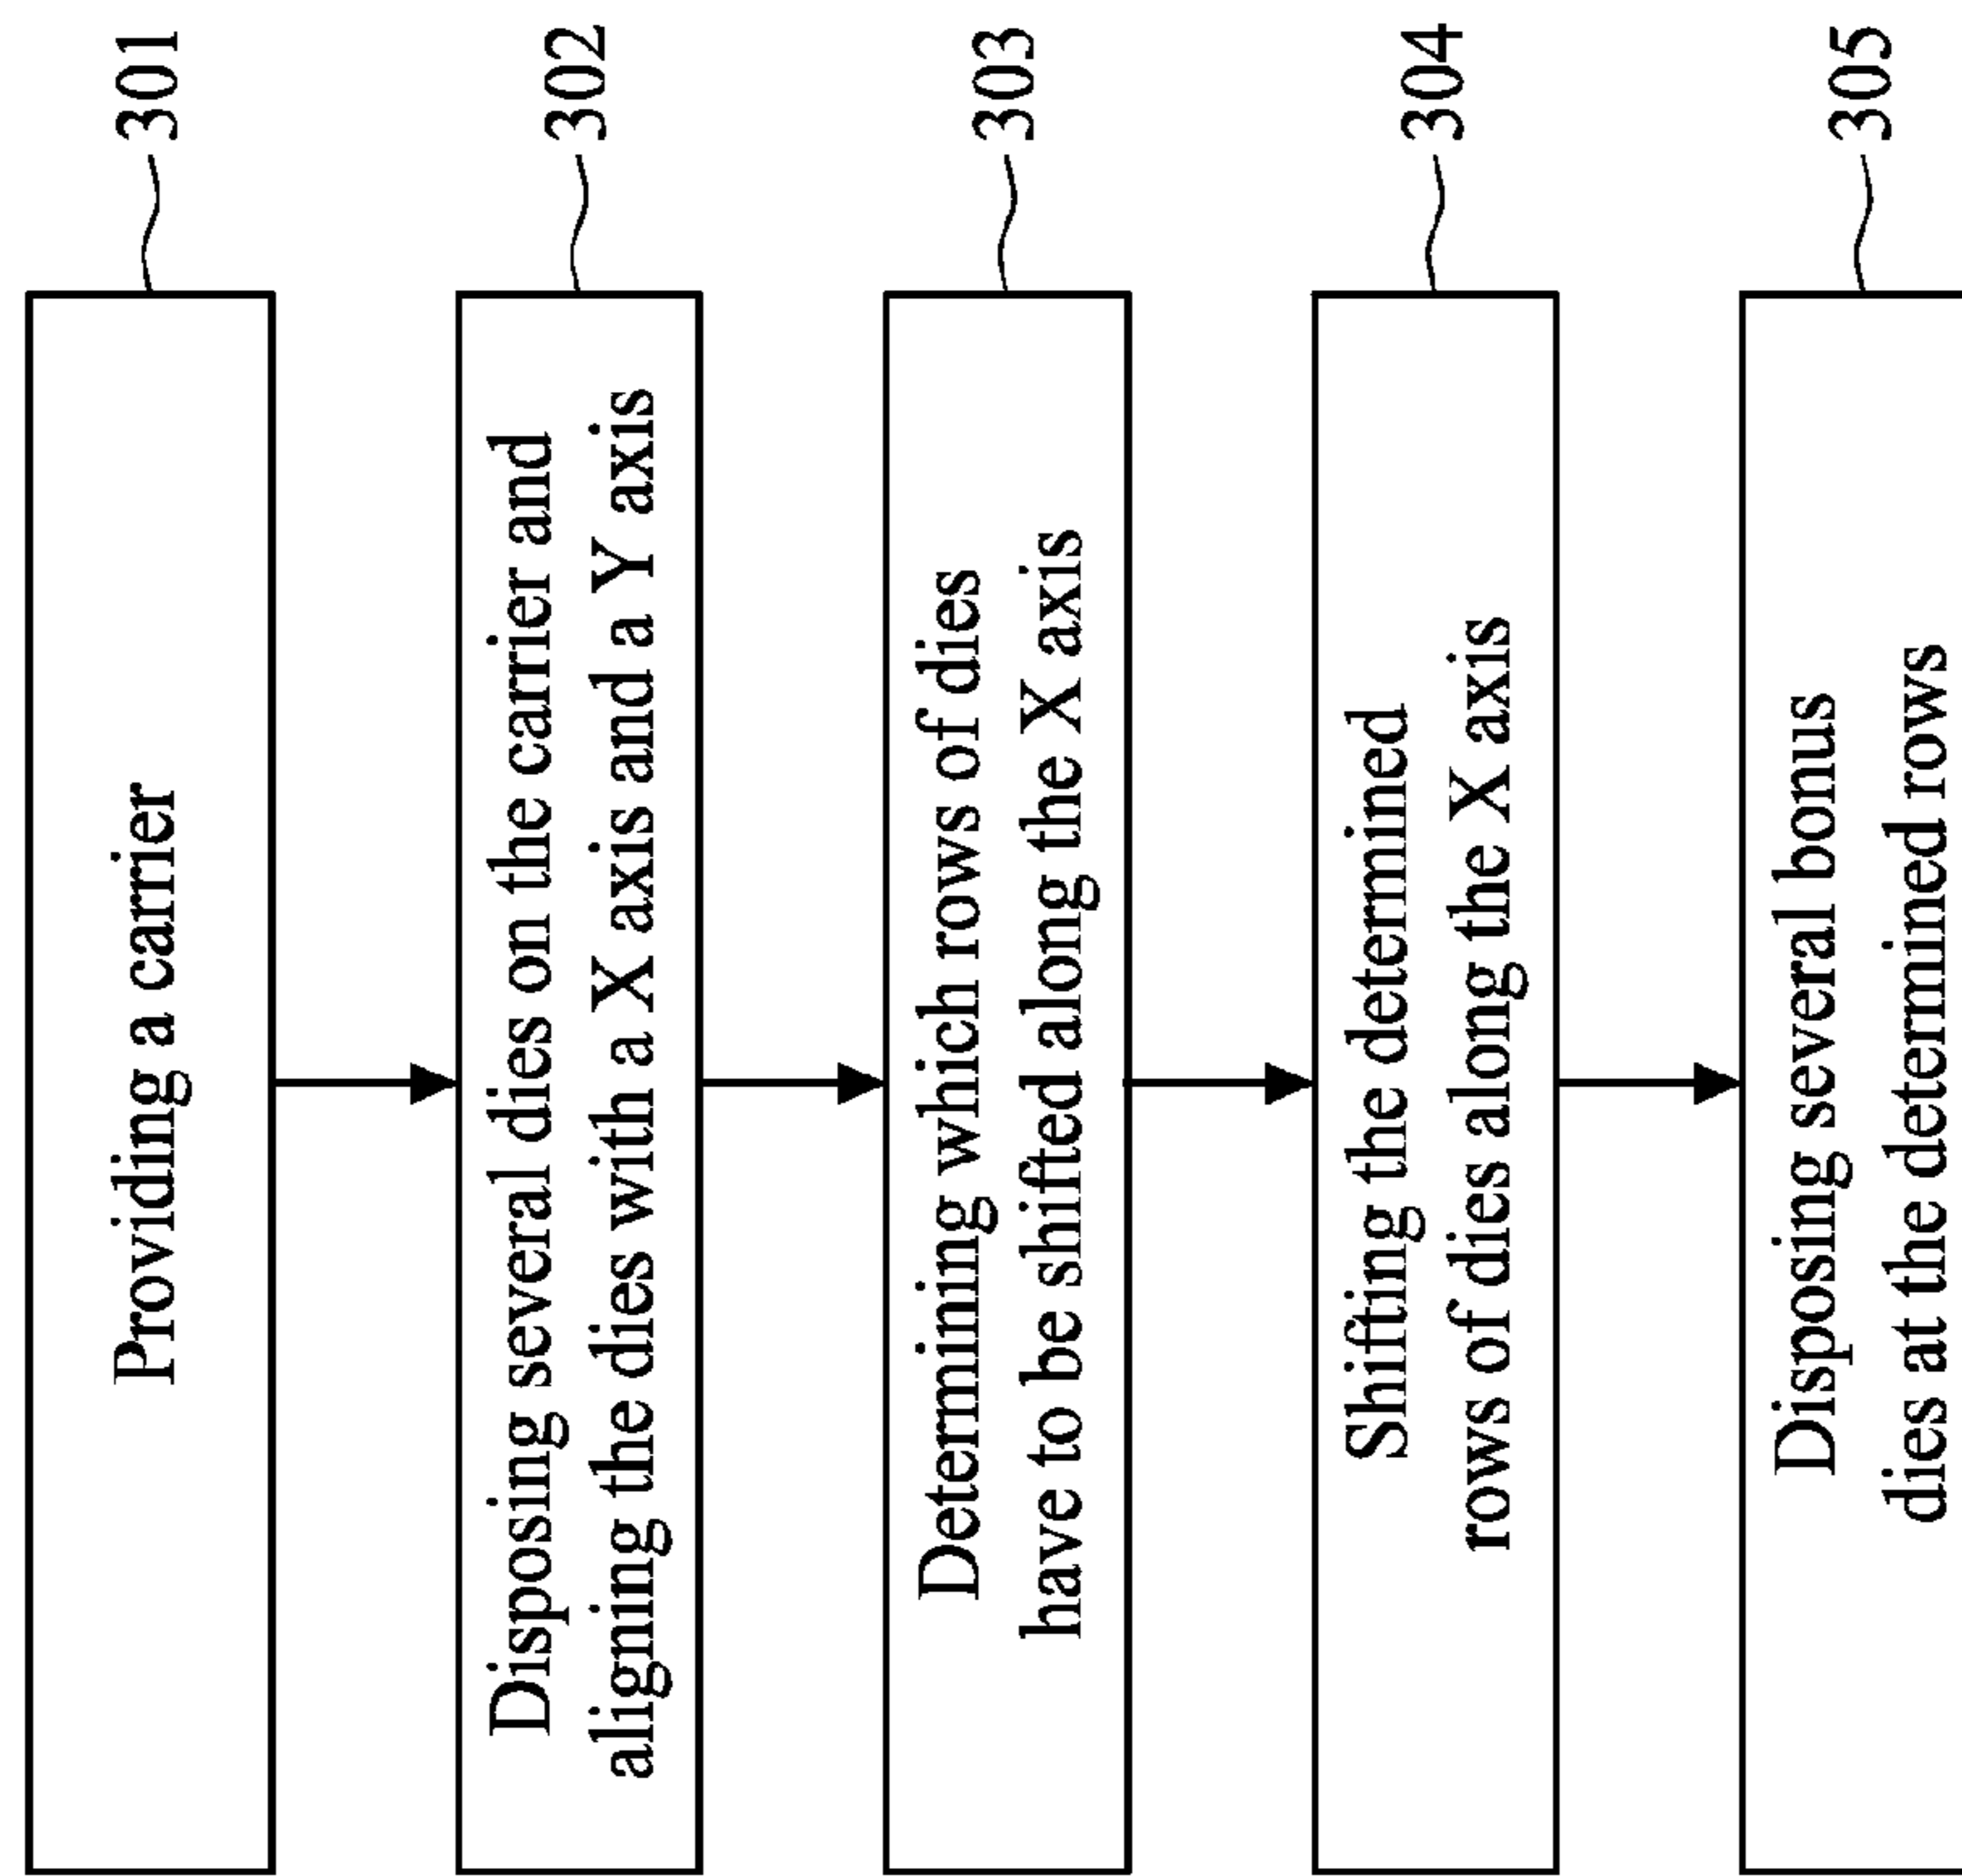 Providing a carrier
301
Disposing several dies on the carrier and
aligning the dies with a X axis and a Y axis
302
Determining which rows of dies
have to be shifted along the X axis
303
Shifting the determined
rows of dies along the X axis
304
Disposing several bonus
dies at the determined rows
305